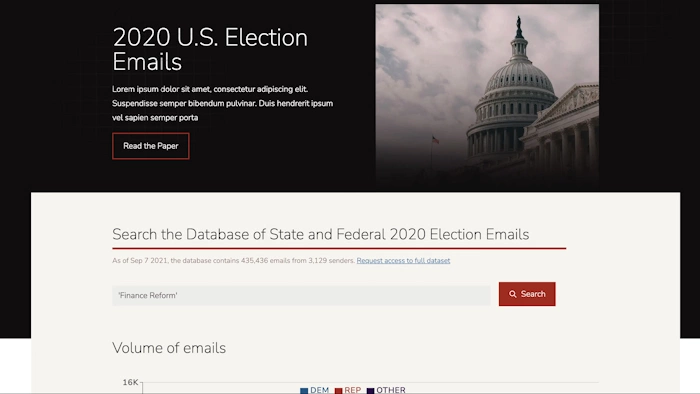 2020 U.S. Election
Emails
Lorem ipsum dolor sit amet, consectetur adipiscing elit.
Suspendisse semper bibendum pulvinar. Duis hendrerit ipsum
vel sapien semper porta
Read the Paper
Search the Database of State and Federal 2020 Election Emails
As of Sep 7 2021, the database contains 435,436 emails from 3,129 senders. Request access to full dataset
'Finance Reform'
Search
Volume of emails
16K
DEM REP OTHER